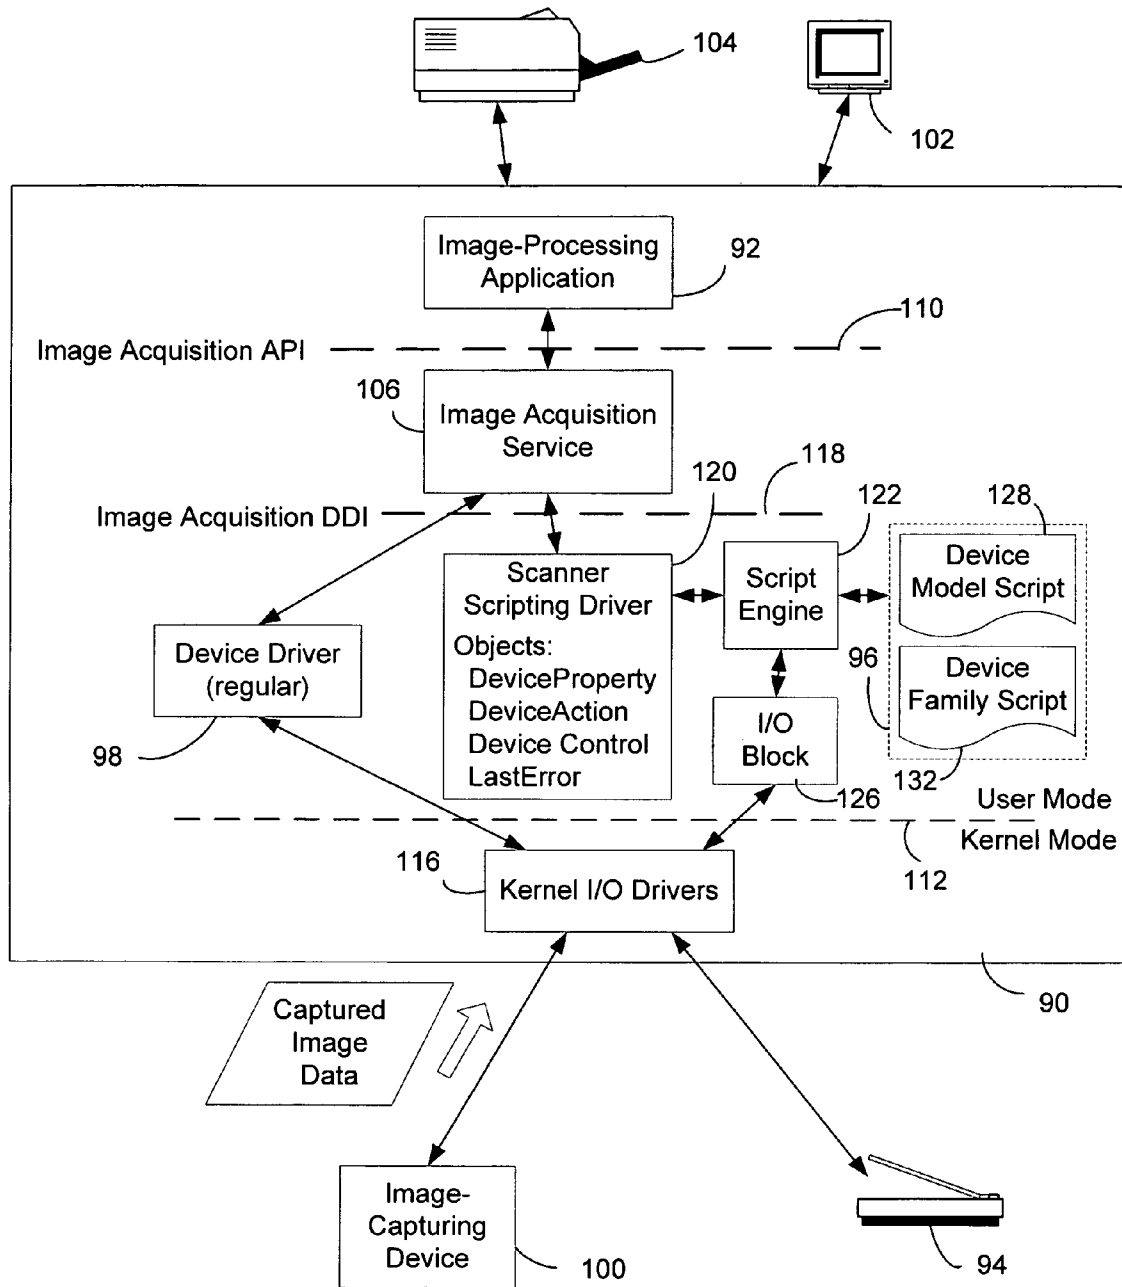 104
102
Image-Processing
Application
92
110
Image Acquisition API
106
Image Acquisition
Service
118
120
122
128
Image Acquisition DDI
Scanner
Scripting Driver
Objects:
DeviceProperty
DeviceAction
Device Control
LastError
Script
Engine
Device
Model Script
Device
Family Script
96
132
Device Driver
(regular)
98
I/O
Block
126
User Mode
Kernel Mode
112
116
Kernel I/O Drivers
90
Captured
Image
Data
Image-
Capturing
Device
100
94